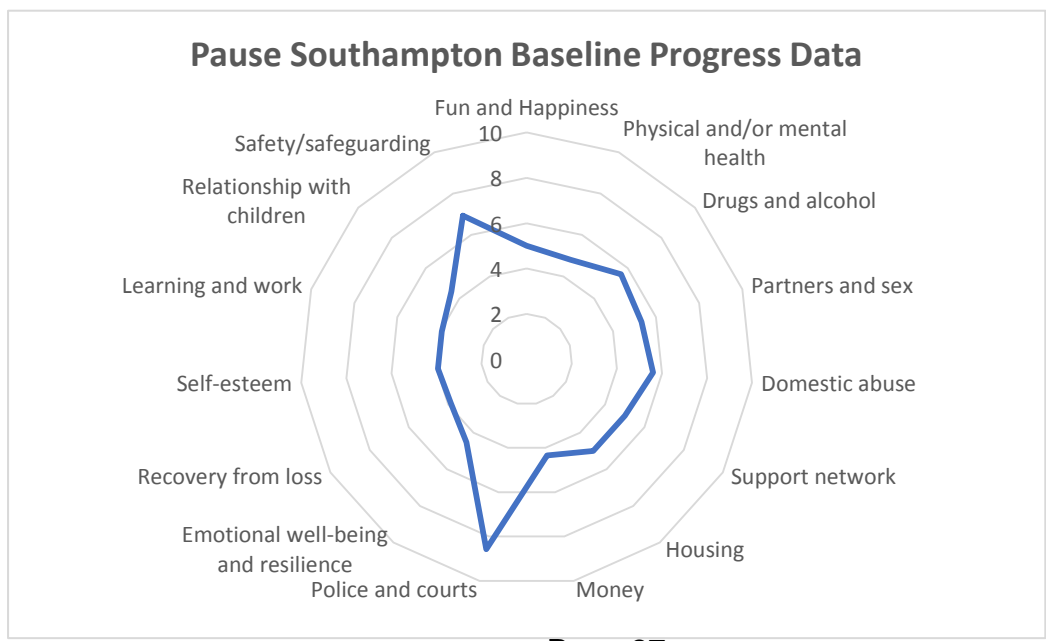 Pause Southampton Baseline Progress Data
Fun and Happiness
Physical and/or mental
health
Drugs and alcohol
Partners and sex
Domestic abuse
Support network
Housing
Money
Police and courts
Emotional well-being
and resilience
Recovery from loss
Self-esteem
Learning and work
Relationship with
children
Safety/safeguarding
10
8
6
4
2
0